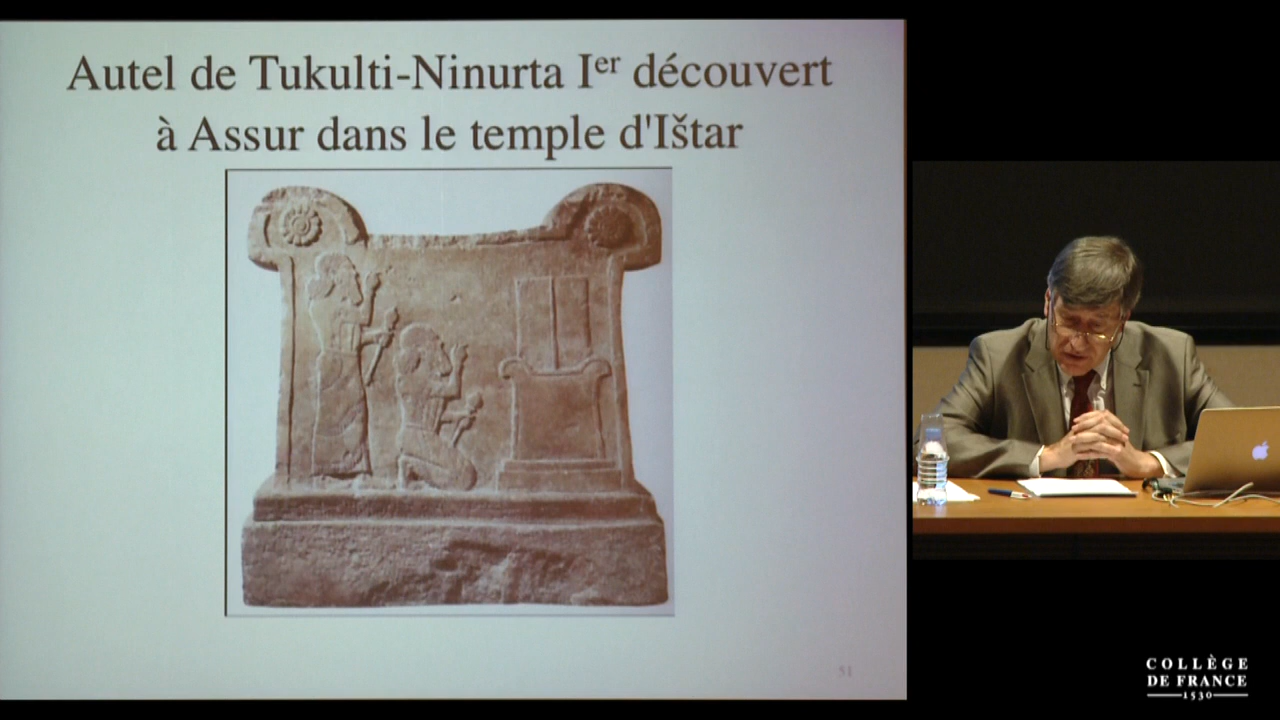 Autel de Tukulti-Ninurta Ier découvert
à Assur dans le temple d'Ištar
51
COLLÈGE
DE FRANCE
1530